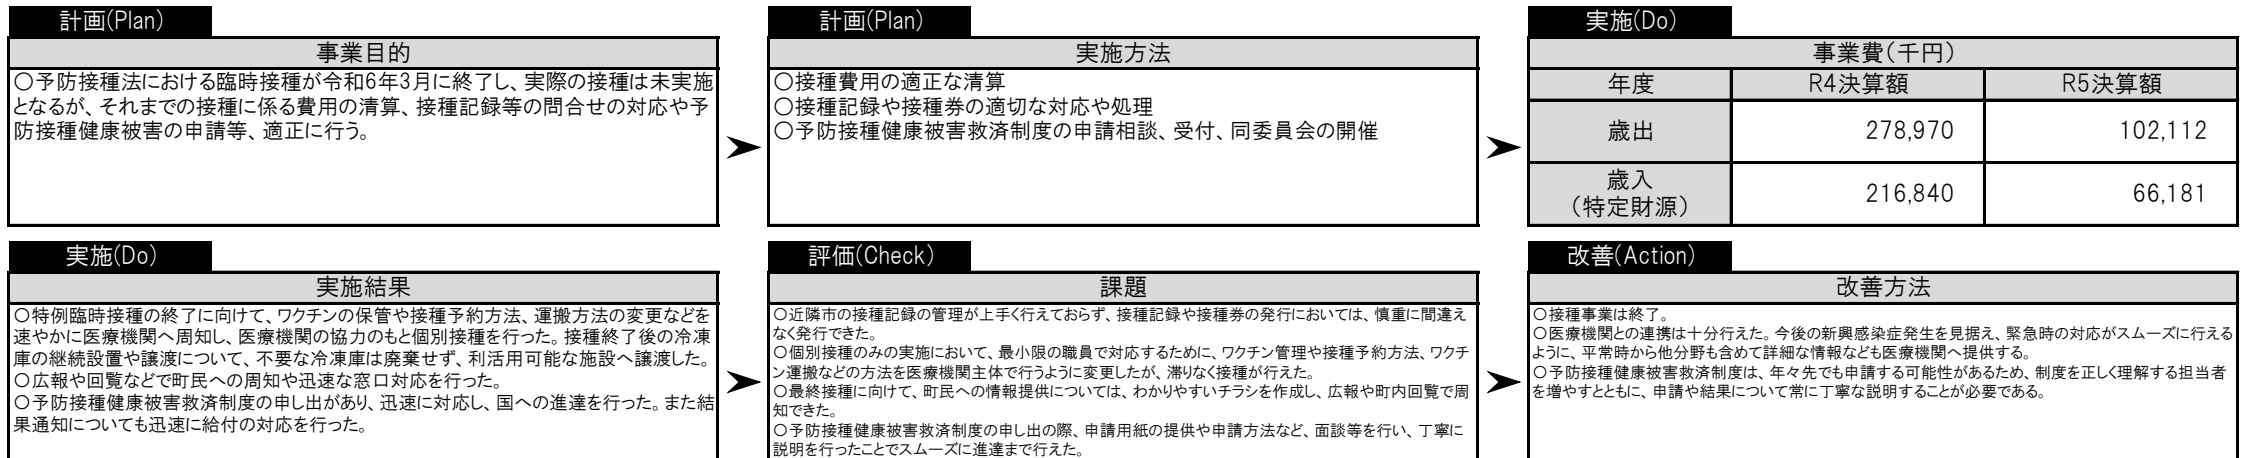 計画(Plan)
事業目的
〇予防接種法における臨時接種が令和6年3月に終了し、実際の接種は未実施
となるが、それまでの接種に係る費用の清算、接種記録等の問合せの対応や予
防接種健康被害の申請等、適正に行う。
計画(Plan)
実施方法
〇接種費用の適正な清算
〇接種記録や接種券の適切な対応や処理
〇予防接種健康被害救済制度の申請相談、受付、同委員会の開催
実施(Do)
事業費(千円)
年度 R4決算額 R5決算額
歳出 278,970 102,112
歳入
(特定財源) 216,840 66,181
実施(Do)
実施結果
〇特例臨時接種の終了に向けて、ワクチンの保管や接種予約方法、運搬方法の変更などを
速やかに医療機関へ周知し、医療機関の協力のもと個別接種を行った。接種終了後の冷凍
庫の継続設置や譲渡について、不要な冷凍庫は廃棄せず、利活用可能な施設へ譲渡した。
〇広報や回覧などで町民への周知や迅速な窓口対応を行った。
〇予防接種健康被害救済制度の申し出があり、迅速に対応し、国への進達を行った。また結
果通知についても迅速に給付の対応を行った。
評価(Check)
課題
〇近隣市の接種記録の管理が上手く行えておらず、接種記録や接種券の発行においては、慎重に間違え
なく発行できた。
〇個別接種のみの実施において、最小限の職員で対応するために、ワクチン管理や接種予約方法、ワクチ
ン運搬などの方法を医療機関主体で行うように変更したが、滞りなく接種が行えた。
〇最終接種に向けて、町民への情報提供については、わかりやすいチラシを作成し、広報や町内回覧で周
知できた。
〇予防接種健康被害救済制度の申し出の際、申請用紙の提供や申請方法など、面談等を行い、丁寧に
説明を行ったことでスムーズに進達まで行えた。
改善(Action)
改善方法
〇接種事業は終了。
〇医療機関との連携は十分行えた。今後の新興感染症発生を見据え、緊急時の対応がスムーズに行える
ように、平常時から他分野も含めて詳細な情報なども医療機関へ提供する。
〇予防接種健康被害救済制度は、年々先でも申請する可能性があるため、制度を正しく理解する担当者
を増やすとともに、申請や結果について常に丁寧な説明することが必要である。